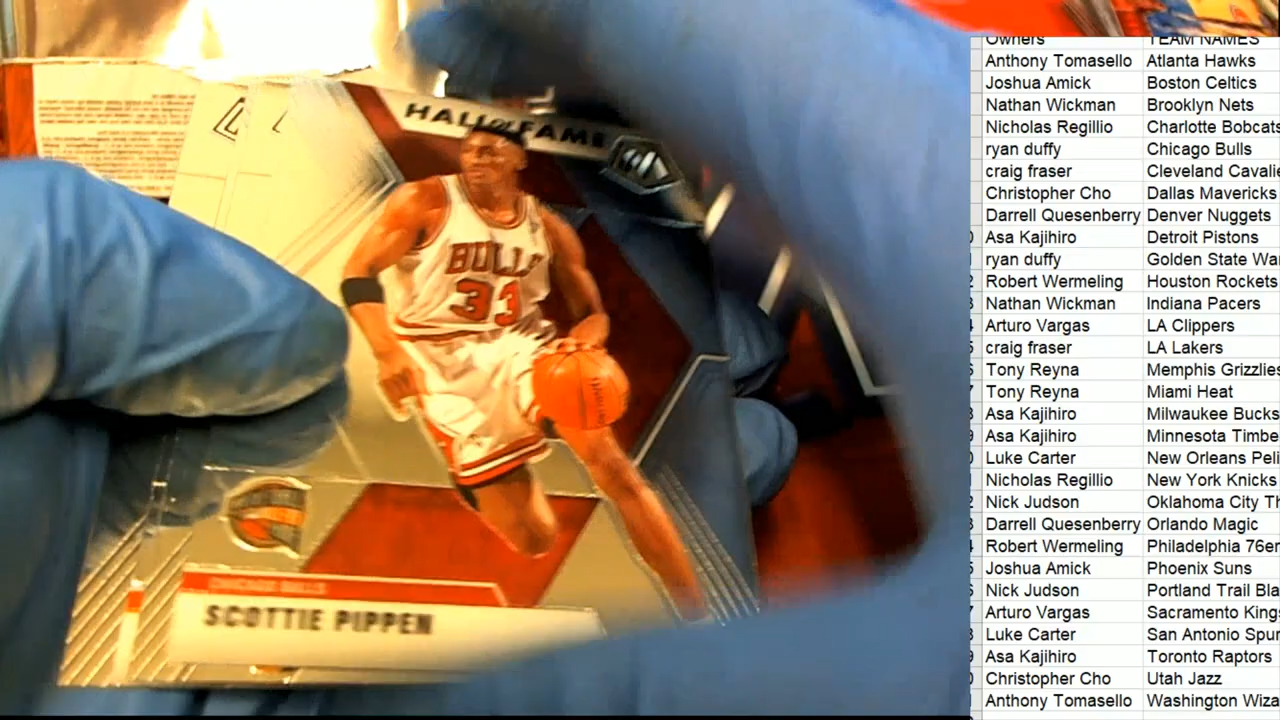 HALL OF FAME
BULLS
33
CHICAGO BULLS
SCOTTIE PIPPEN
Owners TEAM NAMES
Anthony Tomasello Atlanta Hawks
Joshua Amick Boston Celtics
Nathan Wickman Brooklyn Nets
Nicholas Regillio Charlotte Bobcats
ryan duffy Chicago Bulls
craig fraser Cleveland Cavalie
Christopher Cho Dallas Mavericks
Darrell Quesenberry Denver Nuggets
Asa Kajihiro Detroit Pistons
ryan duffy Golden State Wa
Robert Wermeling Houston Rockets
Nathan Wickman Indiana Pacers
Arturo Vargas LA Clippers
craig fraser LA Lakers
Tony Reyna Memphis Grizzlies
Tony Reyna Miami Heat
Asa Kajihiro Milwaukee Bucks
Asa Kajihiro Minnesota Timbe
Luke Carter New Orleans Peli
Nicholas Regillio New York Knicks
Nick Judson Oklahoma City Th
Darrell Quesenberry Orlando Magic
Robert Wermeling Philadelphia 76er
Joshua Amick Phoenix Suns
Nick Judson Portland Trail Bla
Arturo Vargas Sacramento King
Luke Carter San Antonio Spur
Asa Kajihiro Toronto Raptors
Christopher Cho Utah Jazz
Anthony Tomasello Washington Wiza